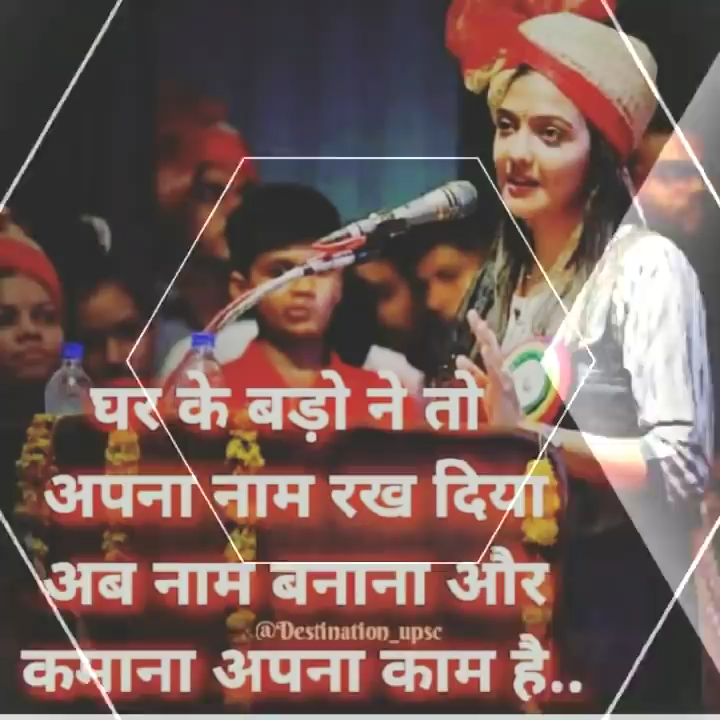 घर के बड़ो ने तो
अपना नाम रख दिया
अब नाम बनाना और
@Destination_upsc
कमाना अपना काम है..